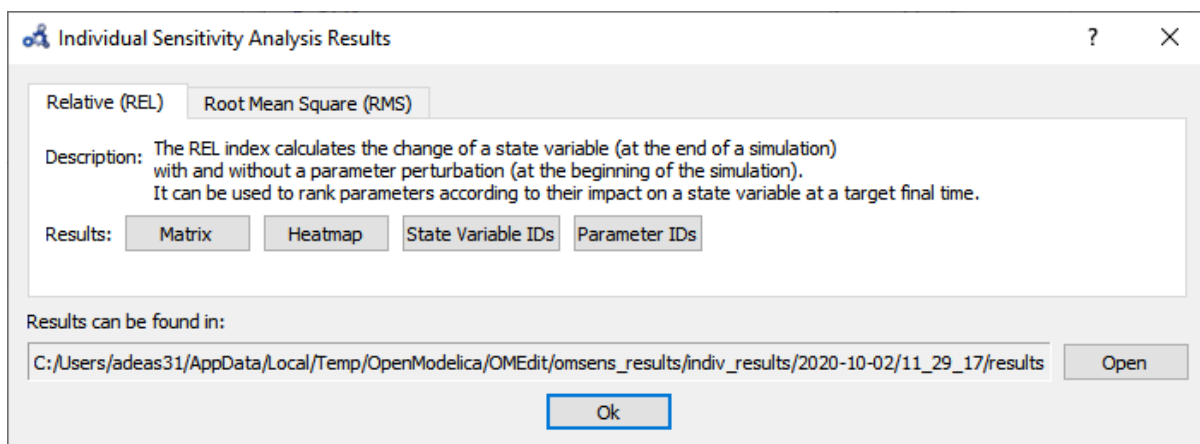 Individual Sensitivity Analysis Results ? X
Relative (REL) Root Mean Square (RMS)
Description: The REL index calculates the change of a state variable (at the end of a simulation)
with and without a parameter perturbation (at the beginning of the simulation).
It can be used to rank parameters according to their impact on a state variable at a target final time.
Results: Matrix Heatmap State Variable IDs Parameter IDs
Results can be found in:
C:/Users/adeas31/AppData/Local/Temp/OpenModelica/OMEdit/omsens_results/indiv_results/2020-10-02/11_29_17/results Open
Ok